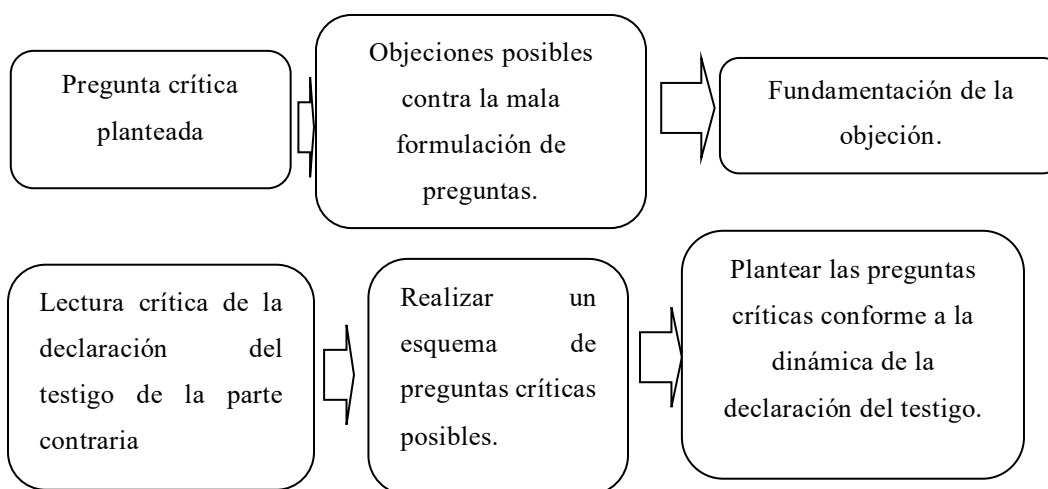 Pregunta crítica
planteada
Objeciones posibles
contra la mala
formulación de
preguntas.
Fundamentación de la
objeción.
Lectura crítica de la
declaración del
testigo de la parte
contraria
Realizar un
esquema de
preguntas críticas
posibles.
Plantear las preguntas
críticas conforme a la
dinámica de la
declaración del testigo.